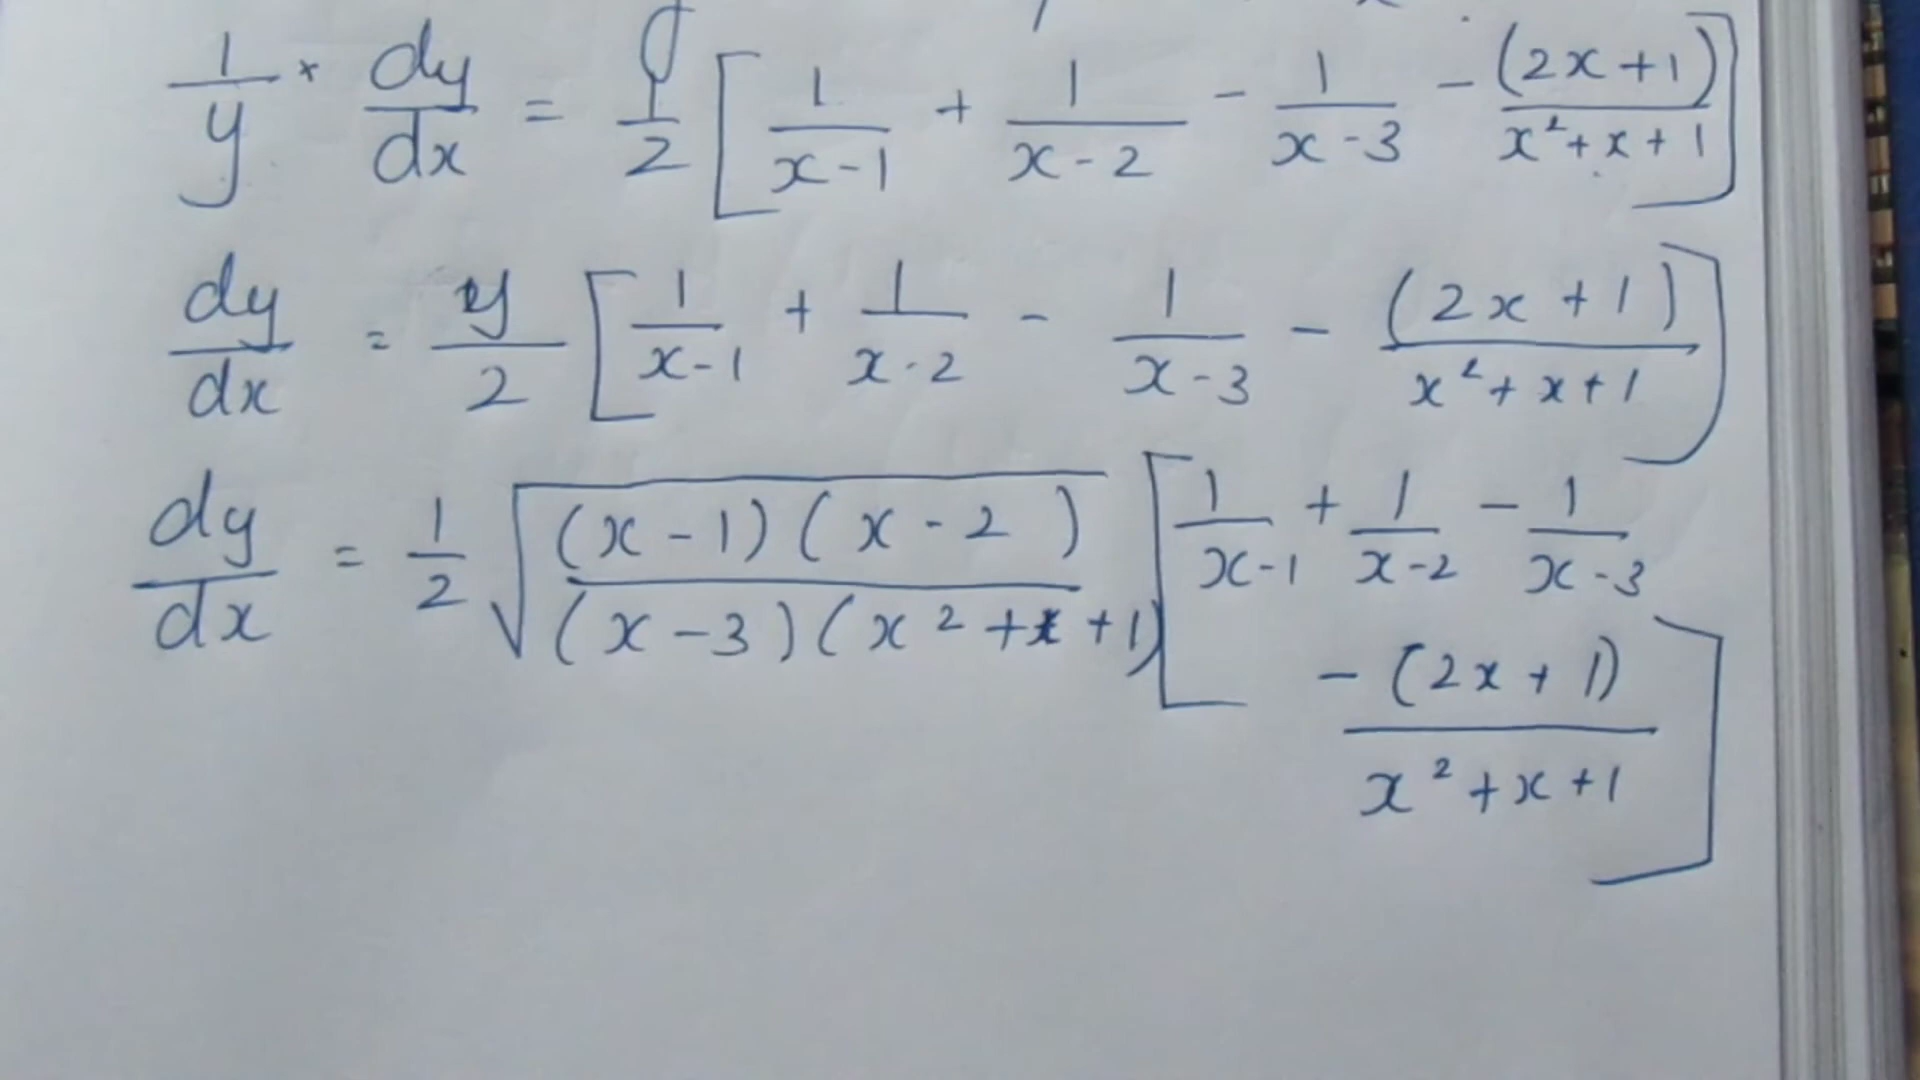 1/y × dy/dx = 1/2 [ 1/(x-1) + 1/(x-2) - 1/(x-3) - (2x+1)/(x²+x+1) ]
dy/dx = y/2 [ 1/(x-1) + 1/(x-2) - 1/(x-3) - (2x+1)/(x²+x+1) ]
dy/dx = 1/2 √((x-1)(x-2)/(x-3)(x²+x+1)) [ 1/(x-1) + 1/(x-2) - 1/(x-3)
- (2x+1)/(x²+x+1) ]